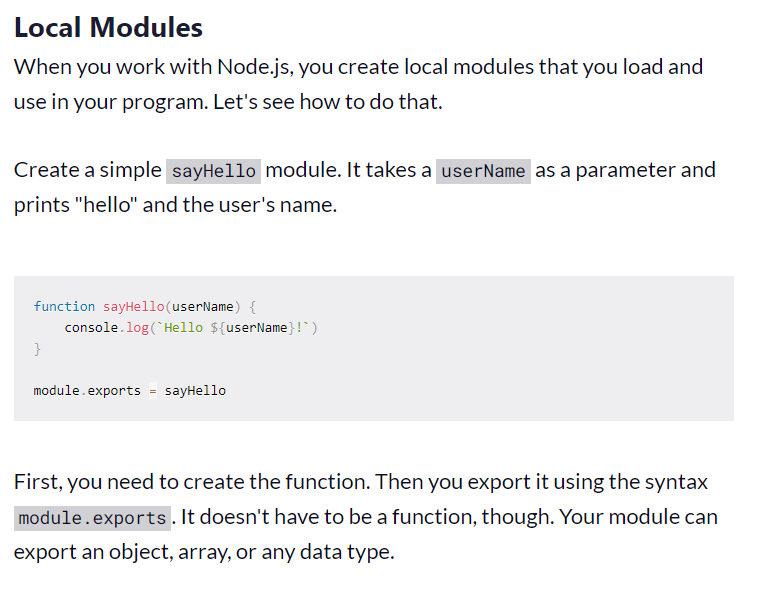 Local Modules
When you work with Node.js, you create local modules that you load and
use in your program. Let's see how to do that.
Create a simple sayHello module. It takes a userName as a parameter and
prints "hello" and the user's name.
function sayHello(userName) {
    console.log(`Hello ${userName}!`)
}
module.exports = sayHello
First, you need to create the function. Then you export it using the syntax
module.exports. It doesn't have to be a function, though. Your module can
export an object, array, or any data type.